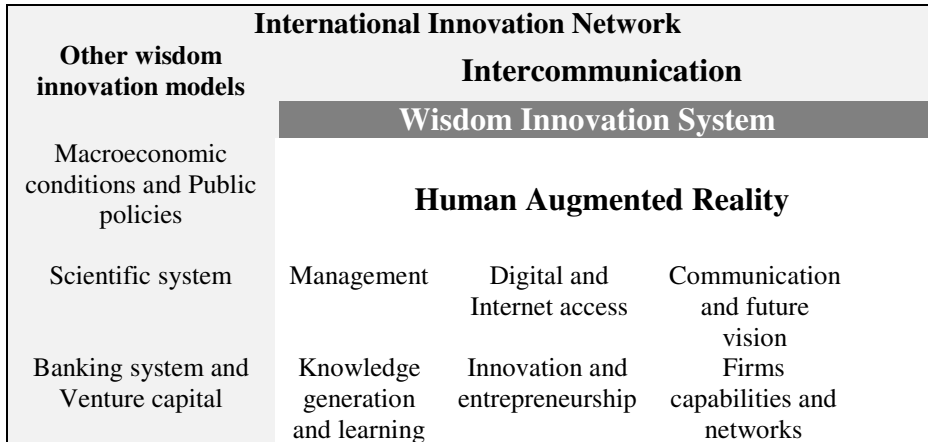 International Innovation Network
Other wisdom
innovation models
Intercommunication
Wisdom Innovation System
Macroeconomic
conditions and Public
policies
Human Augmented Reality
Scientific system
Management
Digital and
Internet access
Communication
and future
vision
Banking system and
Venture capital
Knowledge
generation
and learning
Innovation and
entrepreneurship
Firms
capabilities and
networks